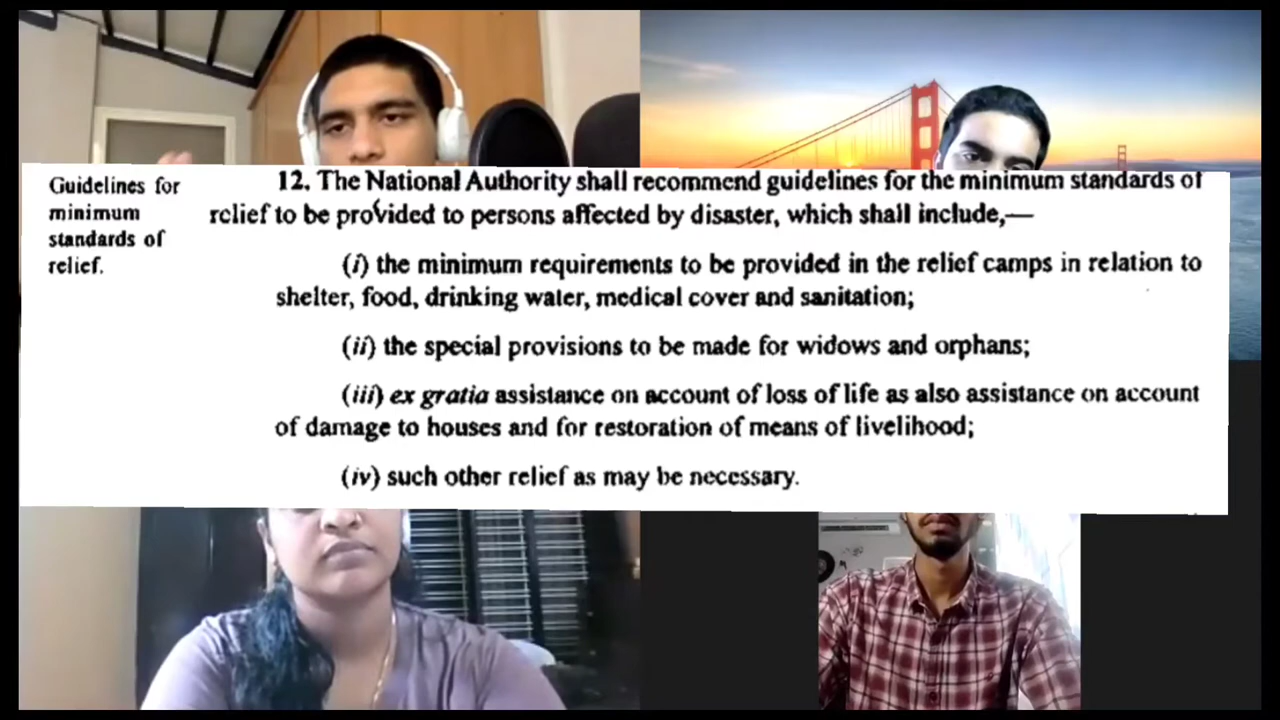 Guidelines for
minimum
standards of
relief.
12. The National Authority shall recommend guidelines for the minimum standards of
relief to be provided to persons affected by disaster, which shall include,—
(i) the minimum requirements to be provided in the relief camps in relation to
shelter, food, drinking water, medical cover and sanitation;
(ii) the special provisions to be made for widows and orphans;
(iii) ex gratia assistance on account of loss of life as also assistance on account
of damage to houses and for restoration of means of livelihood;
(iv) such other relief as may be necessary.